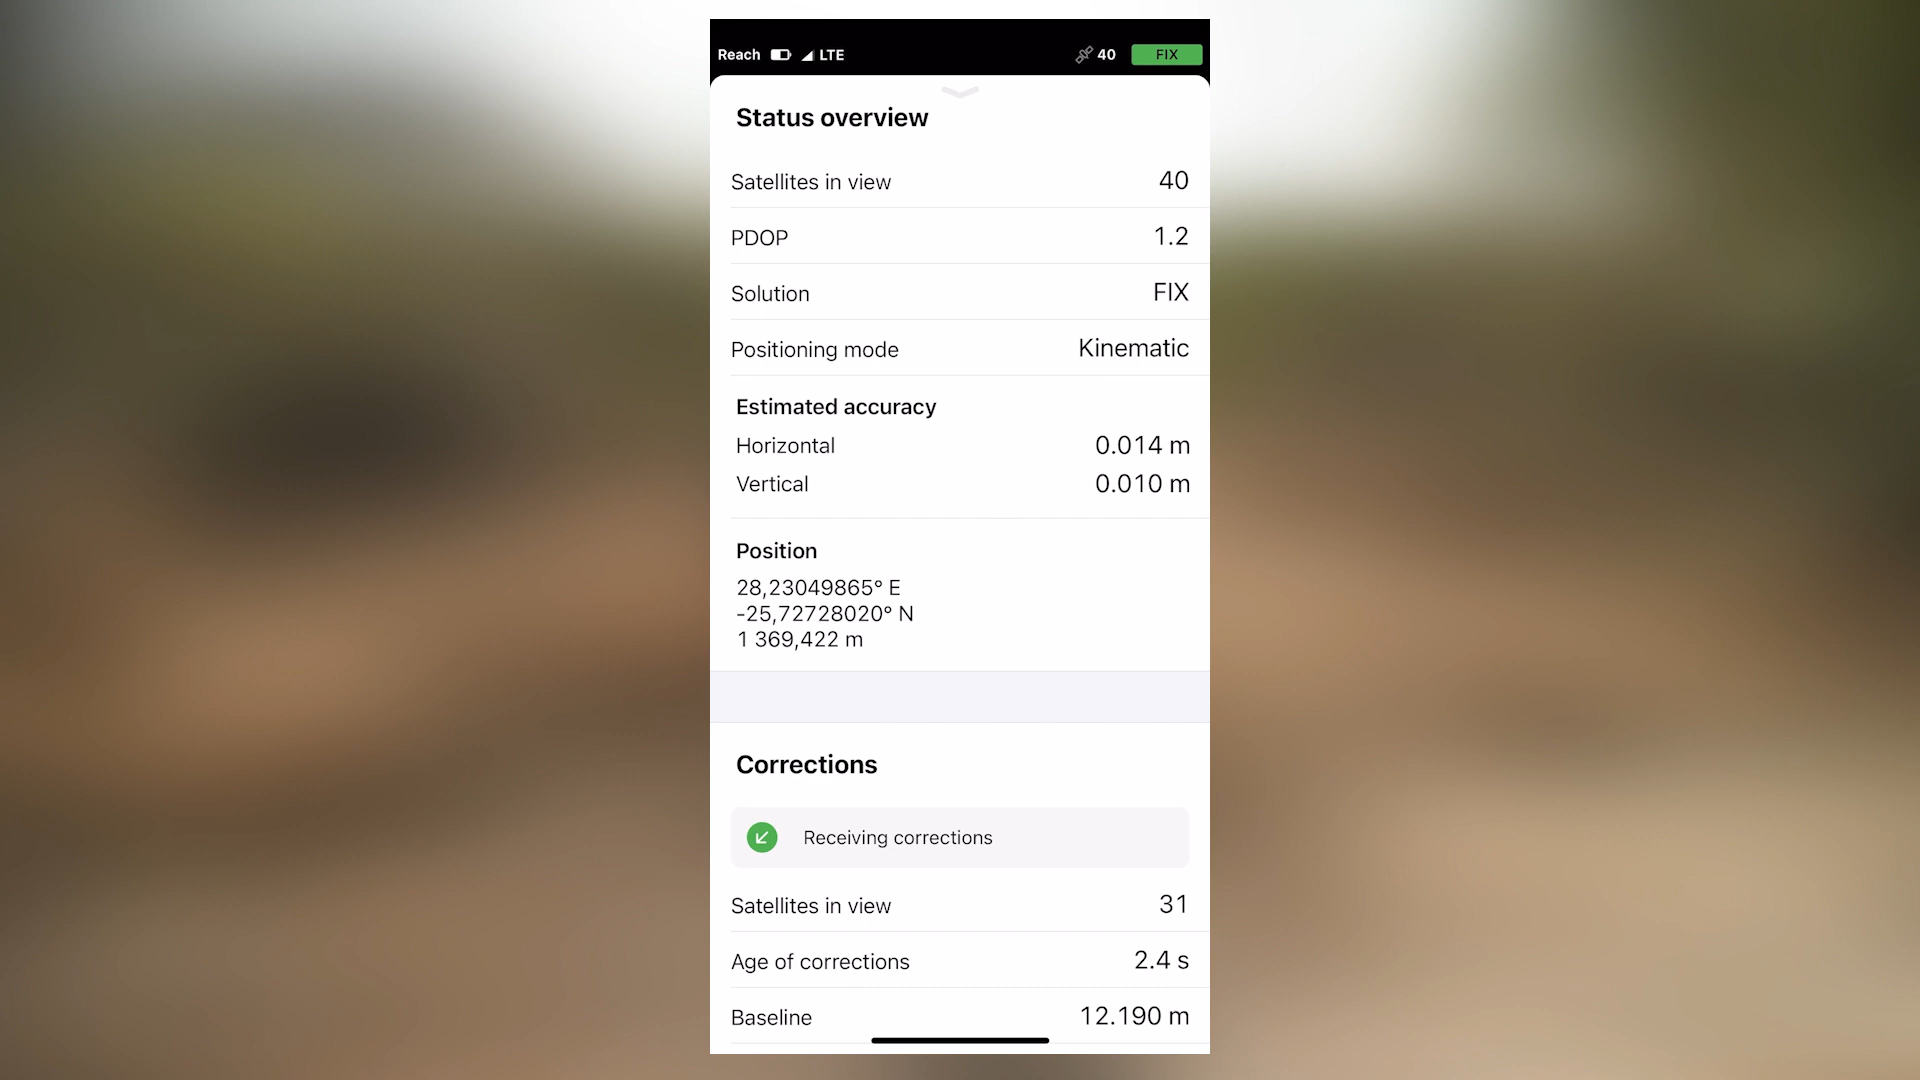 Reach LTE 40 FIX
Status overview
Satellites in view 40
PDOP 1.2
Solution FIX
Positioning mode Kinematic
Estimated accuracy
Horizontal 0.014 m
Vertical 0.010 m
Position
28,23049865° E
-25,72728020° N
1 369,422 m
Corrections
Receiving corrections
Satellites in view 31
Age of corrections 2.4 s
Baseline 12.190 m